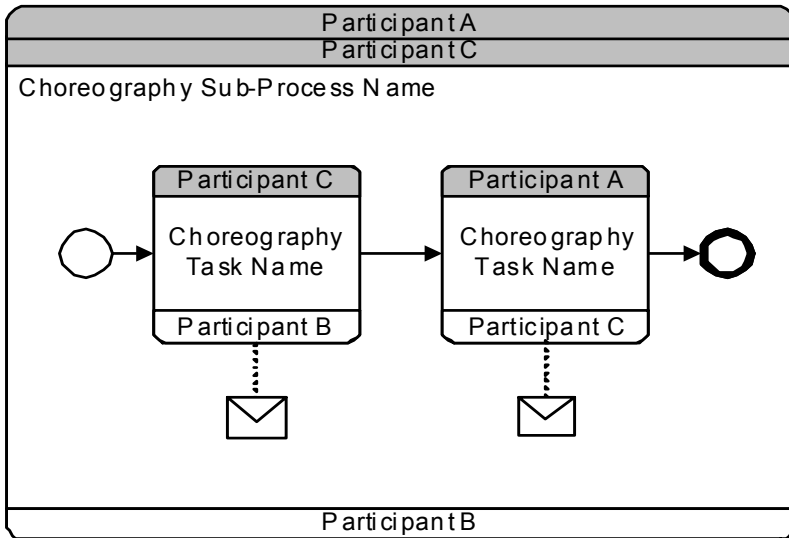 Participant A
Participant C
Choreography Sub-Process Name
Participant C
Choreography
Task Name
Participant B
Participant A
Choreography
Task Name
Participant C
Participant B